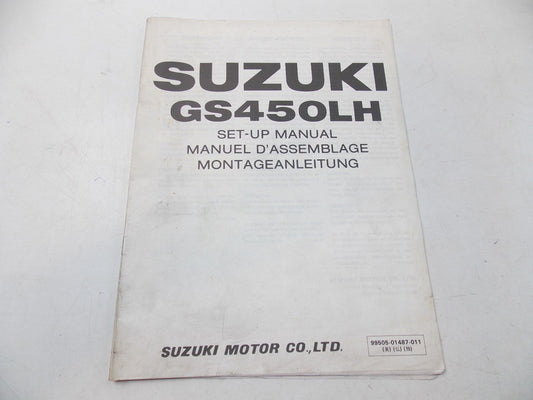 SUZUKI
GS450LH
SET-UP MANUAL
MANUEL D'ASSEMBLAGE
MONTAGEANLEITUNG
SUZUKI MOTOR CO.,LTD.
99505-01487-011